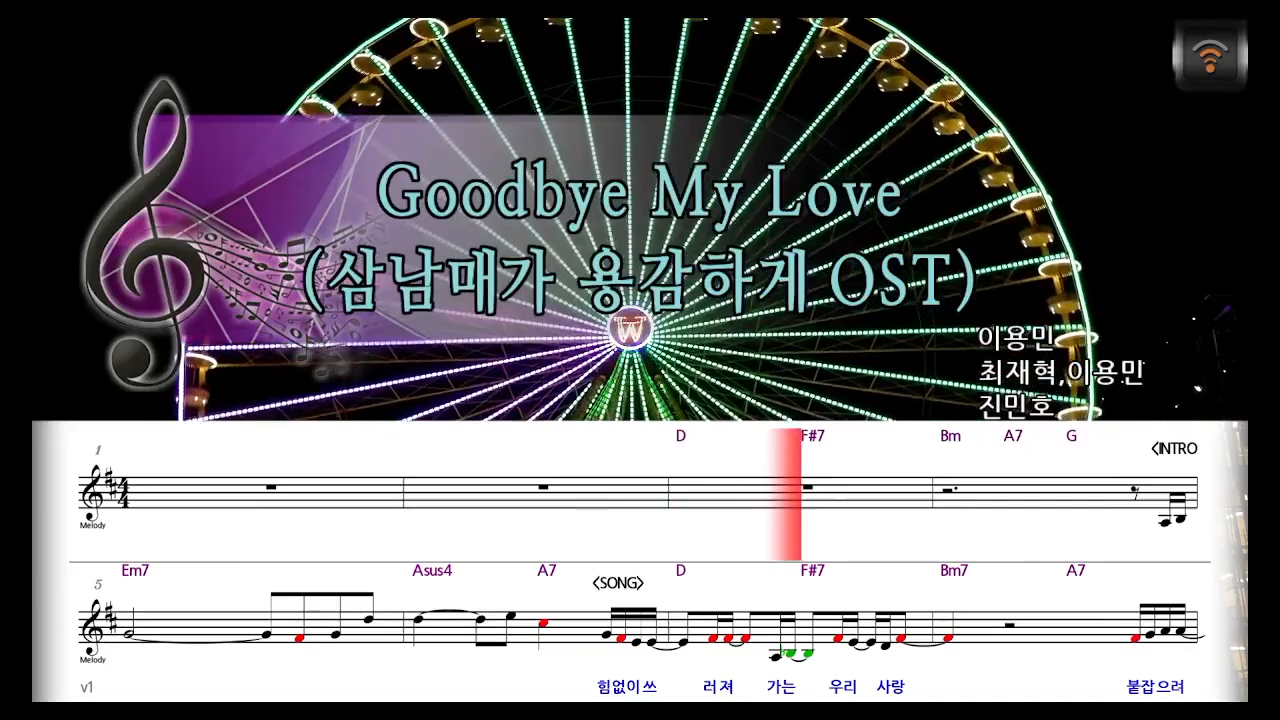 Goodbye My Love
(삼남매가 용감하게 OST)
W
이용민
최재혁,이용민
진민호
D F#7 Bm A7 G
1 <INTRO
4
4
Melody
Em7 Asus4 A7 D F#7 Bm7 A7
5 <SONG>
Melody
v1 힘없이쓰 러져 가는 우리 사랑 붙잡으려